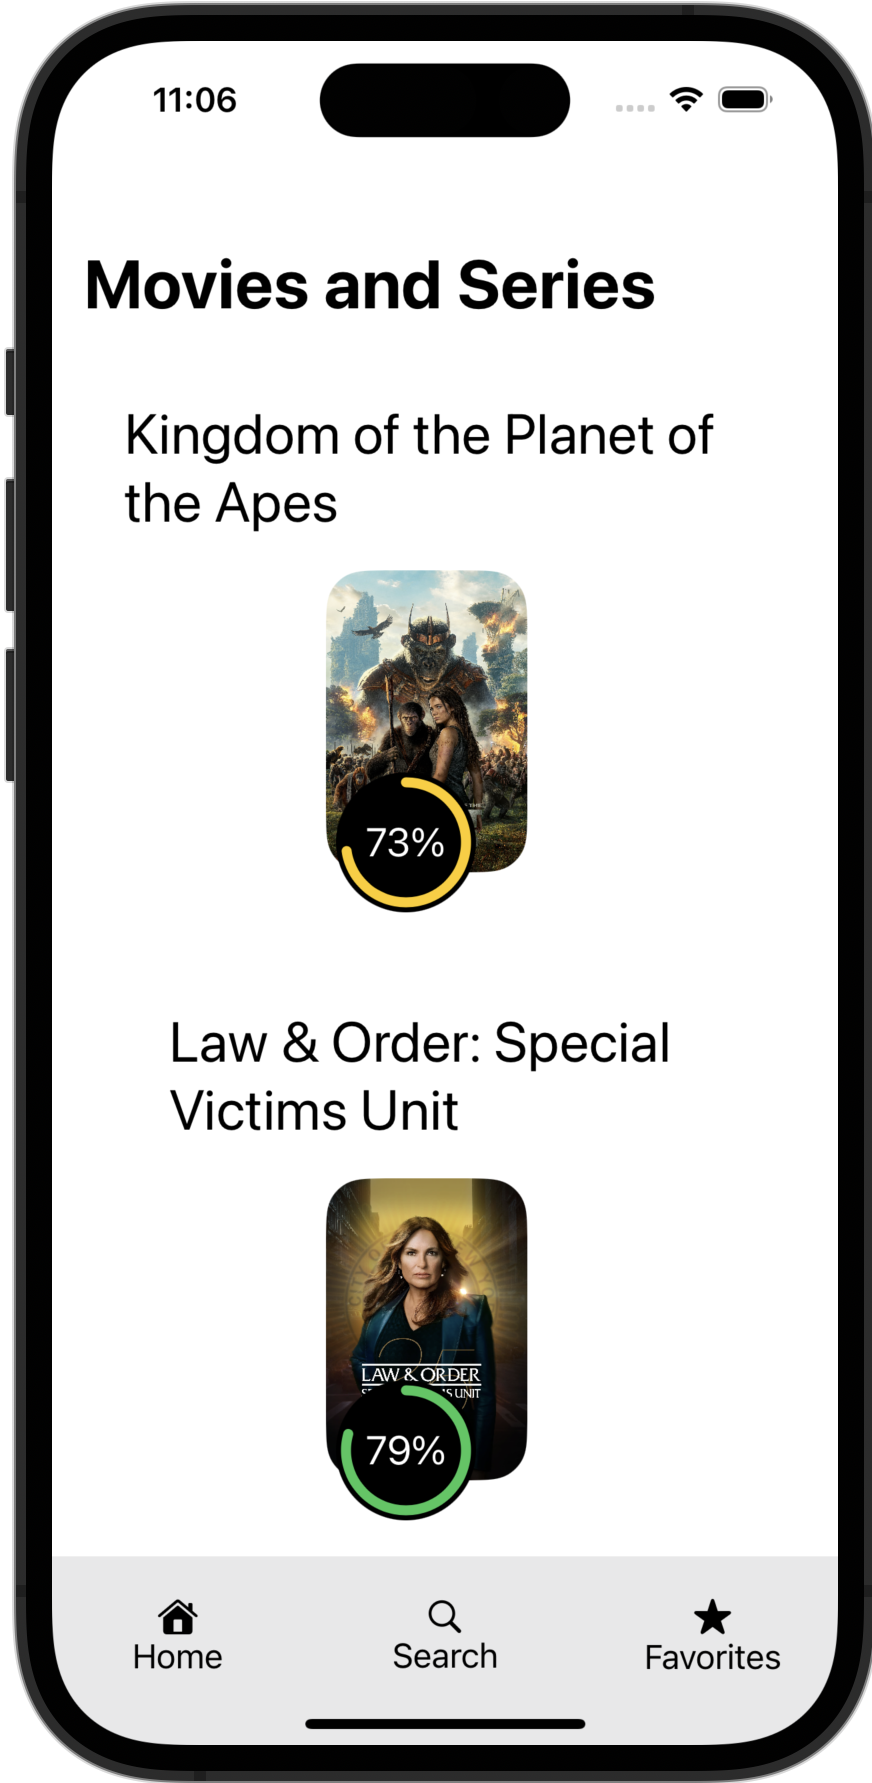 11:06
Movies and Series
Kingdom of the Planet of
the Apes
73%
Law & Order: Special
Victims Unit
LAW & ORDER
UNIT
79%
Home
Search
Favorites